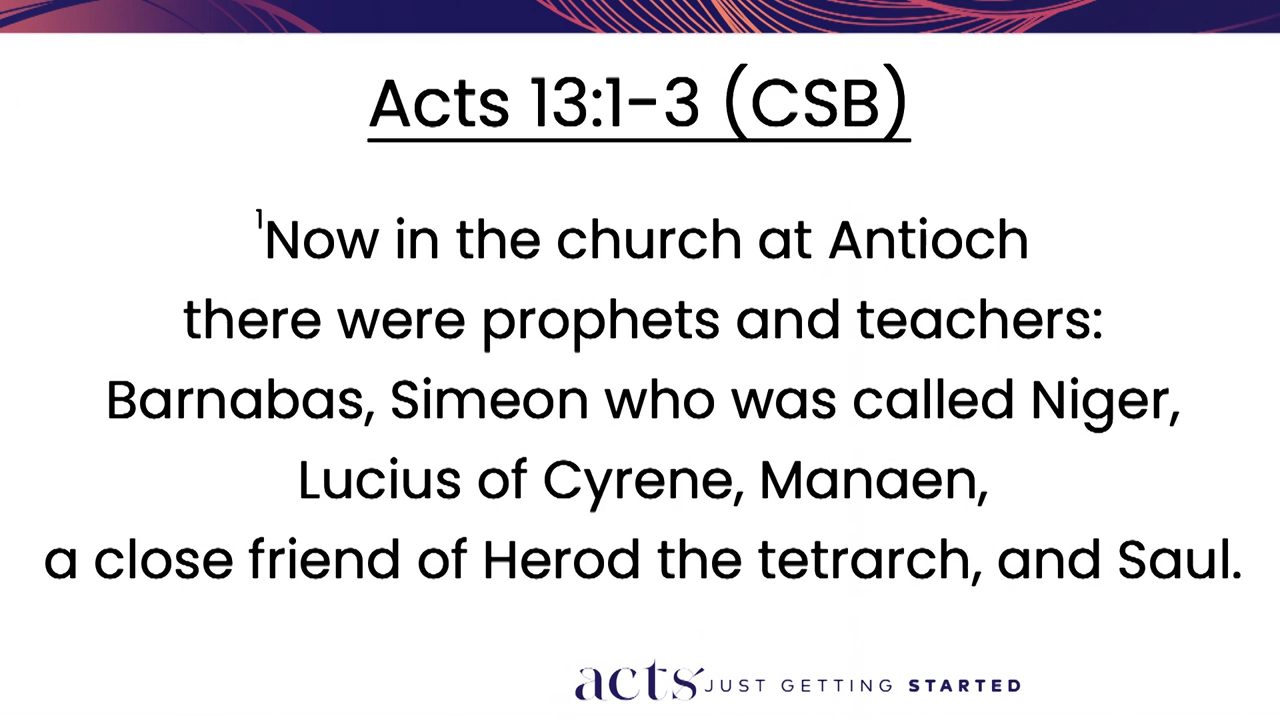 Acts 13:1-3 (CSB)
¹Now in the church at Antioch
there were prophets and teachers:
Barnabas, Simeon who was called Niger,
Lucius of Cyrene, Manaen,
a close friend of Herod the tetrarch, and Saul.
acts JUST GETTING STARTED